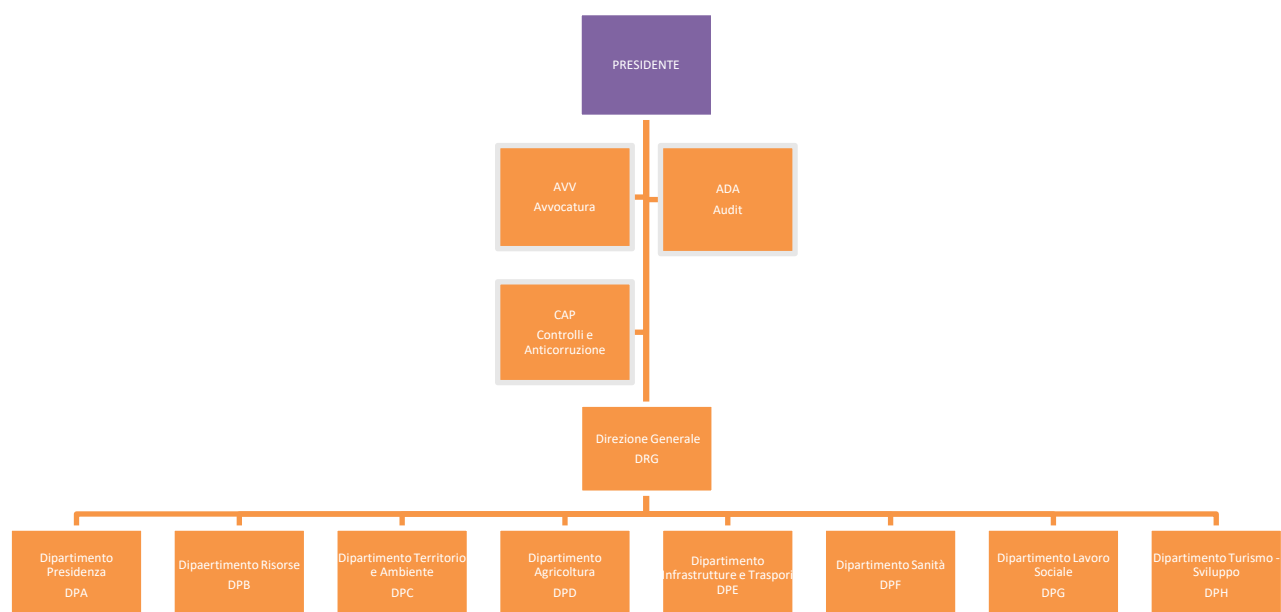 PRESIDENTE
AVV
Avvocatura
ADA
Audit
CAP
Controlli e
Anticorruzione
Direzione Generale
DRG
Dipartimento
Presidenza
DPA
Dipaertimento Risorse
DPB
Dipartimento Territorio
e Ambiente
DPC
Dipartimento
Agricoltura
DPD
Dipartimento
Infrastrutture e Traspori
DPE
Dipartimento Sanità
DPF
Dipartimento Lavoro
Sociale
DPG
Dipartimento Turismo -
Sviluppo
DPH